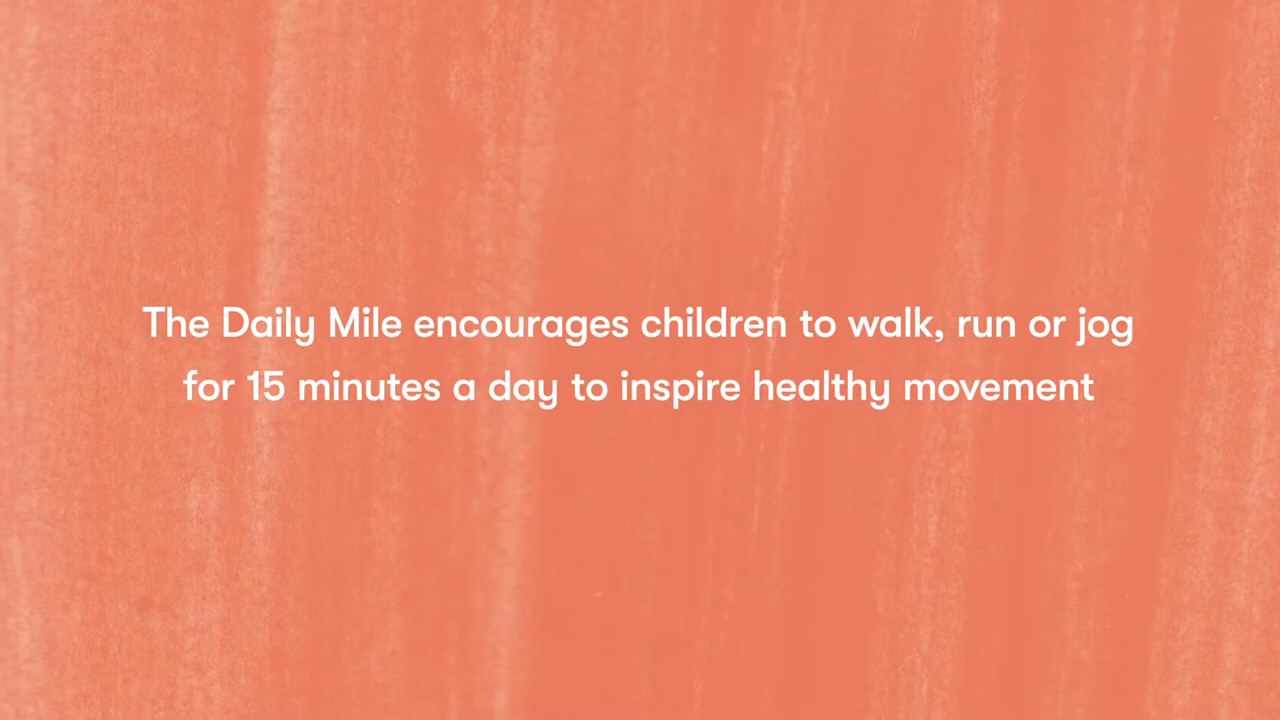 The Daily Mile encourages children to walk, run or jog
for 15 minutes a day to inspire healthy movement